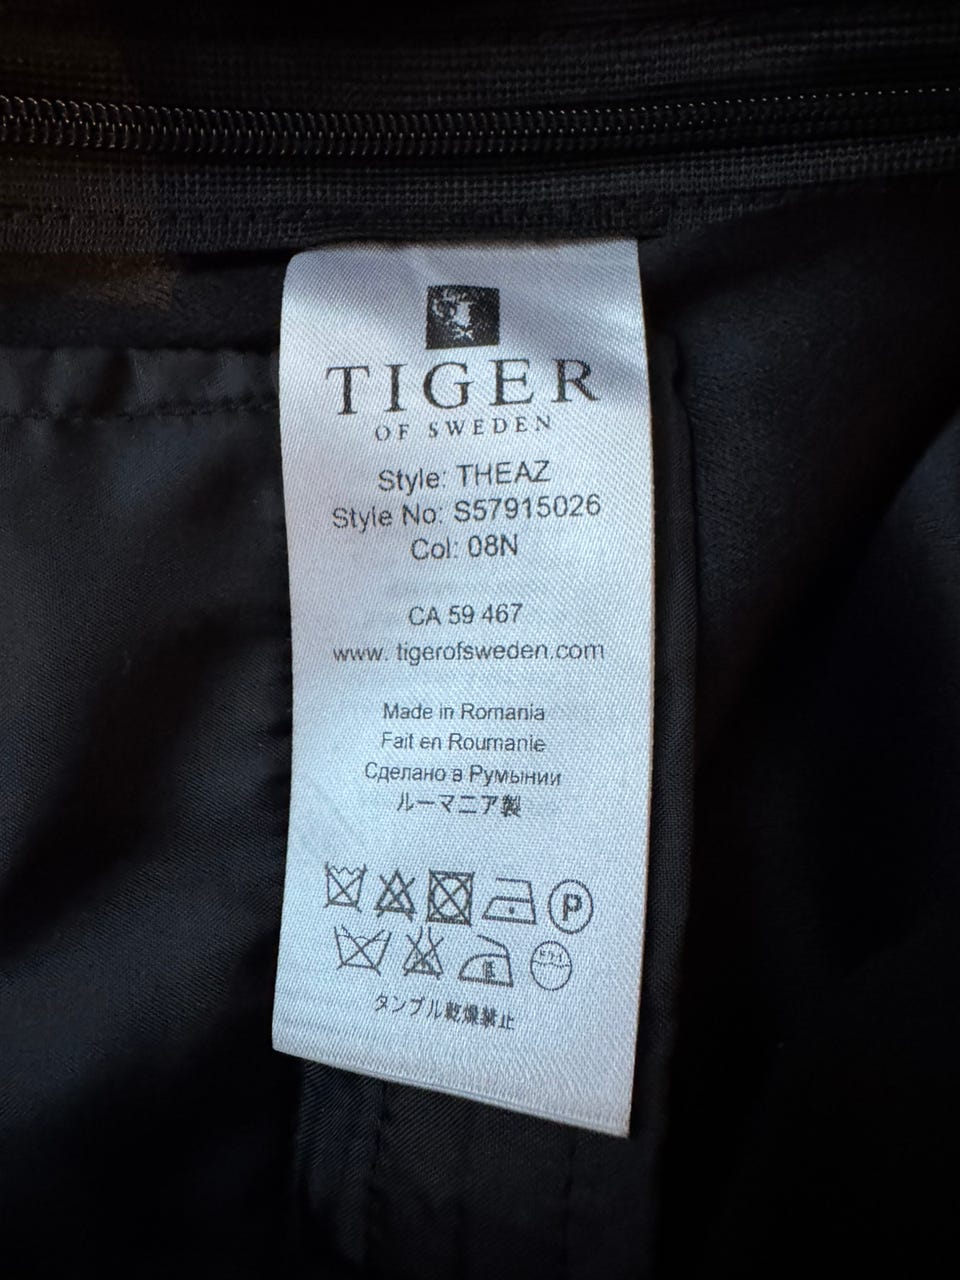 TIGER
OF SWEDEN
Style: THEAZ
Style No: S57915026
Col: 08N
CA 59 467
www. tigerofsweden.com
Made in Romania
Fait en Roumanie
Сделано в Румынии
ルーマニア製
P
タンブル乾燥禁止